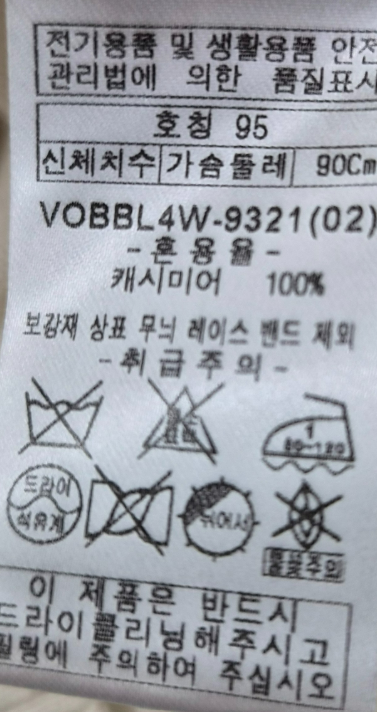 전기용품 및 생활용품 안전
관리법에 의한 품질표시
호칭 95
신체치수 가슴둘레 90Cm
VOBBL4W-9321(02)
-혼용율-
캐시미어 100%
보강재 상표 무늬 레이스 밴드 제외
-취급주의-
1
80~120
드라이
석유계
뉘어서
물붗주의
이 제품은 반드시
드라이클리닝해주시고
필링에 주의하여 주십시오